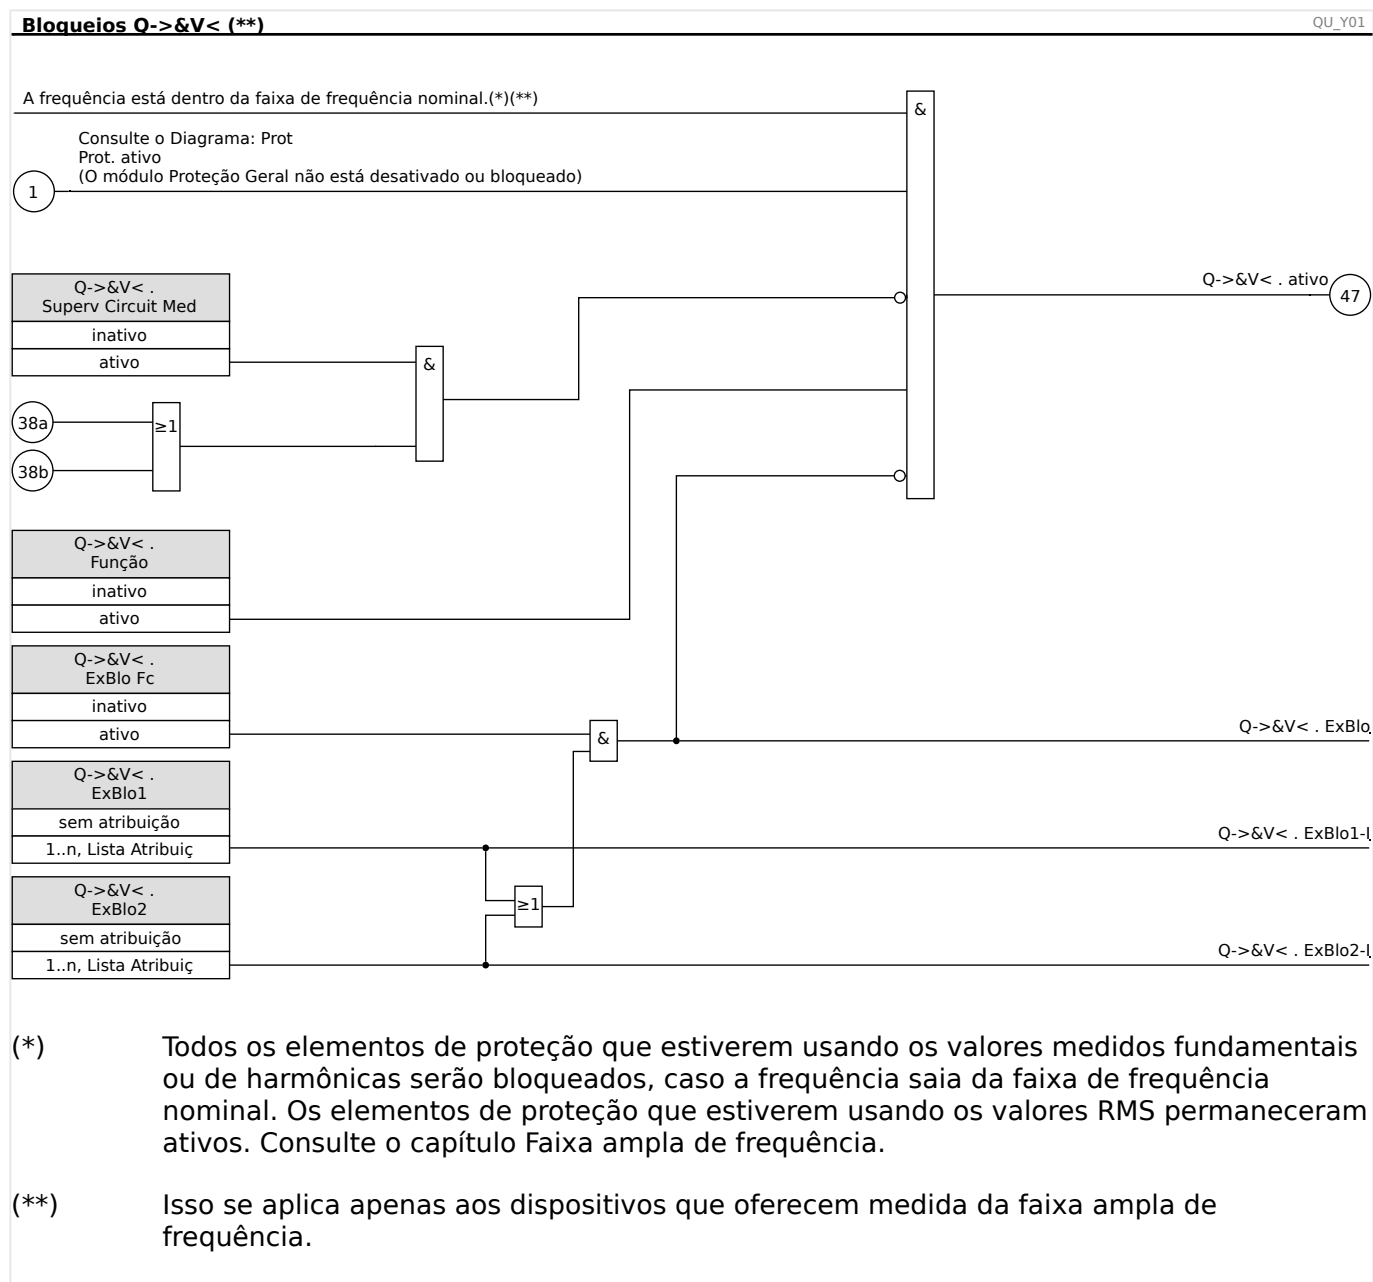 Bloqueios Q->&V< (**)
QU_Y01
A frequência está dentro da faixa de frequência nominal.(*)(**)
&
Consulte o Diagrama: Prot
Prot. ativo
(O módulo Proteção Geral não está desativado ou bloqueado)
1
Q->&V< . ativo
47
Q->&V< .
Superv Circuit Med
inativo
ativo
&
38a
≥1
38b
Q->&V< .
Função
inativo
ativo
Q->&V< .
ExBlo Fc
inativo
ativo
&
Q->&V< . ExBlo
Q->&V< .
ExBlo1
sem atribuição
1..n, Lista Atribuiç
Q->&V< . ExBlo1-I
Q->&V< .
ExBlo2
≥1
sem atribuição
1..n, Lista Atribuiç
Q->&V< . ExBlo2-I
(*) Todos os elementos de proteção que estiverem usando os valores medidos fundamentais
ou de harmônicas serão bloqueados, caso a frequência saia da faixa de frequência
nominal. Os elementos de proteção que estiverem usando os valores RMS permaneceram
ativos. Consulte o capítulo Faixa ampla de frequência.
(**) Isso se aplica apenas aos dispositivos que oferecem medida da faixa ampla de
frequência.